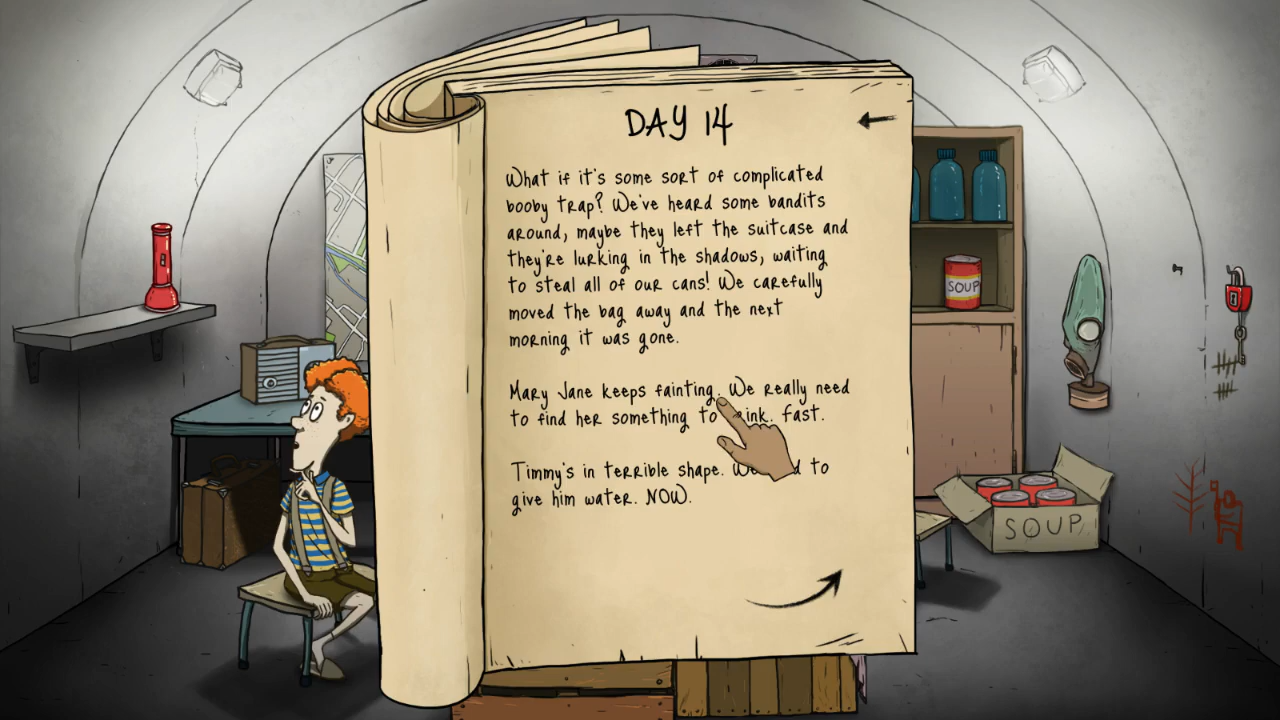 DAY 14
What if it's some sort of complicated
booby trap? We've heard some bandits
around, maybe they left the suitcase and
they're lurking in the shadows, waiting
to steal all of our cans! We carefully
moved the bag away and the next
morning it was gone.
Mary Jane keeps fainting. We really need
to find her something to fast.
Timmy's in terrible shape. to
give him water. NOW.
SOUP
SOUP